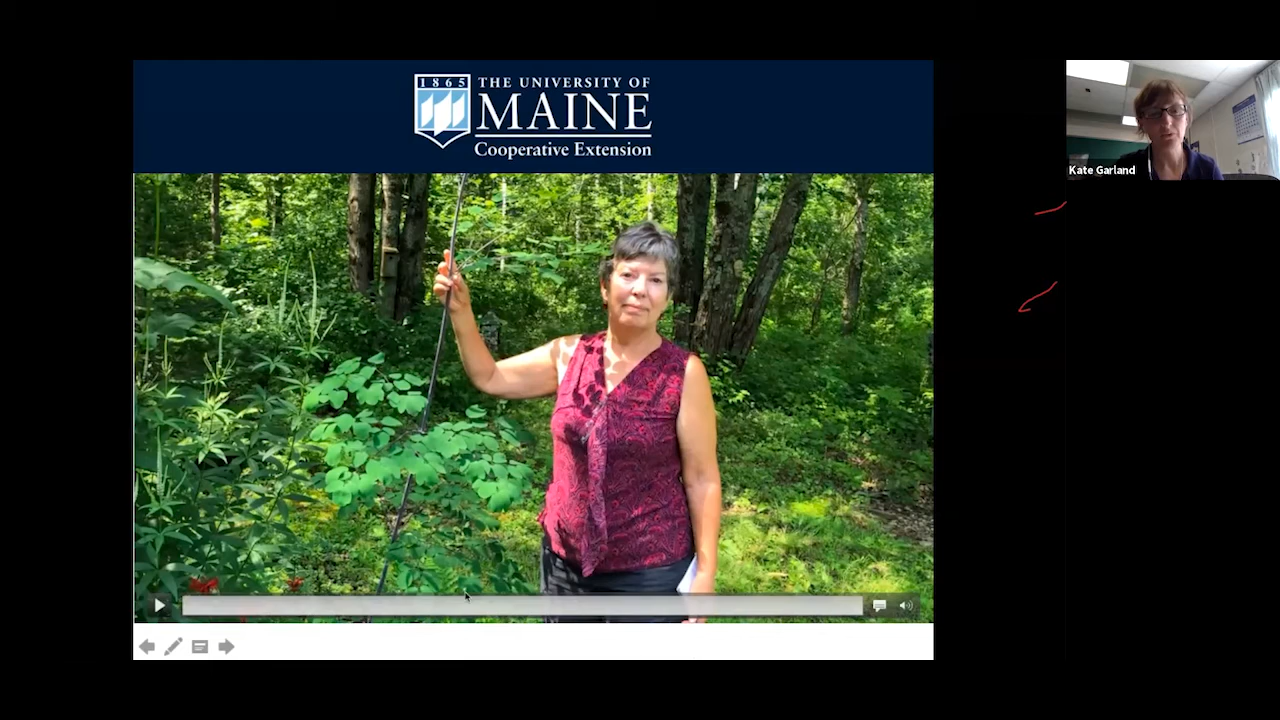 1865
THE UNIVERSITY OF
MAINE
Cooperative Extension
Kate Garland